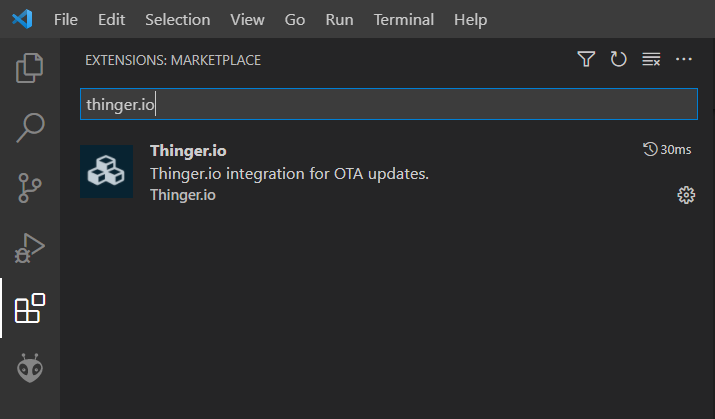 File Edit Selection View Go Run Terminal Help
EXTENSIONS: MARKETPLACE
thinger.io
Thinger.io 30ms
Thinger.io integration for OTA updates.
Thinger.io